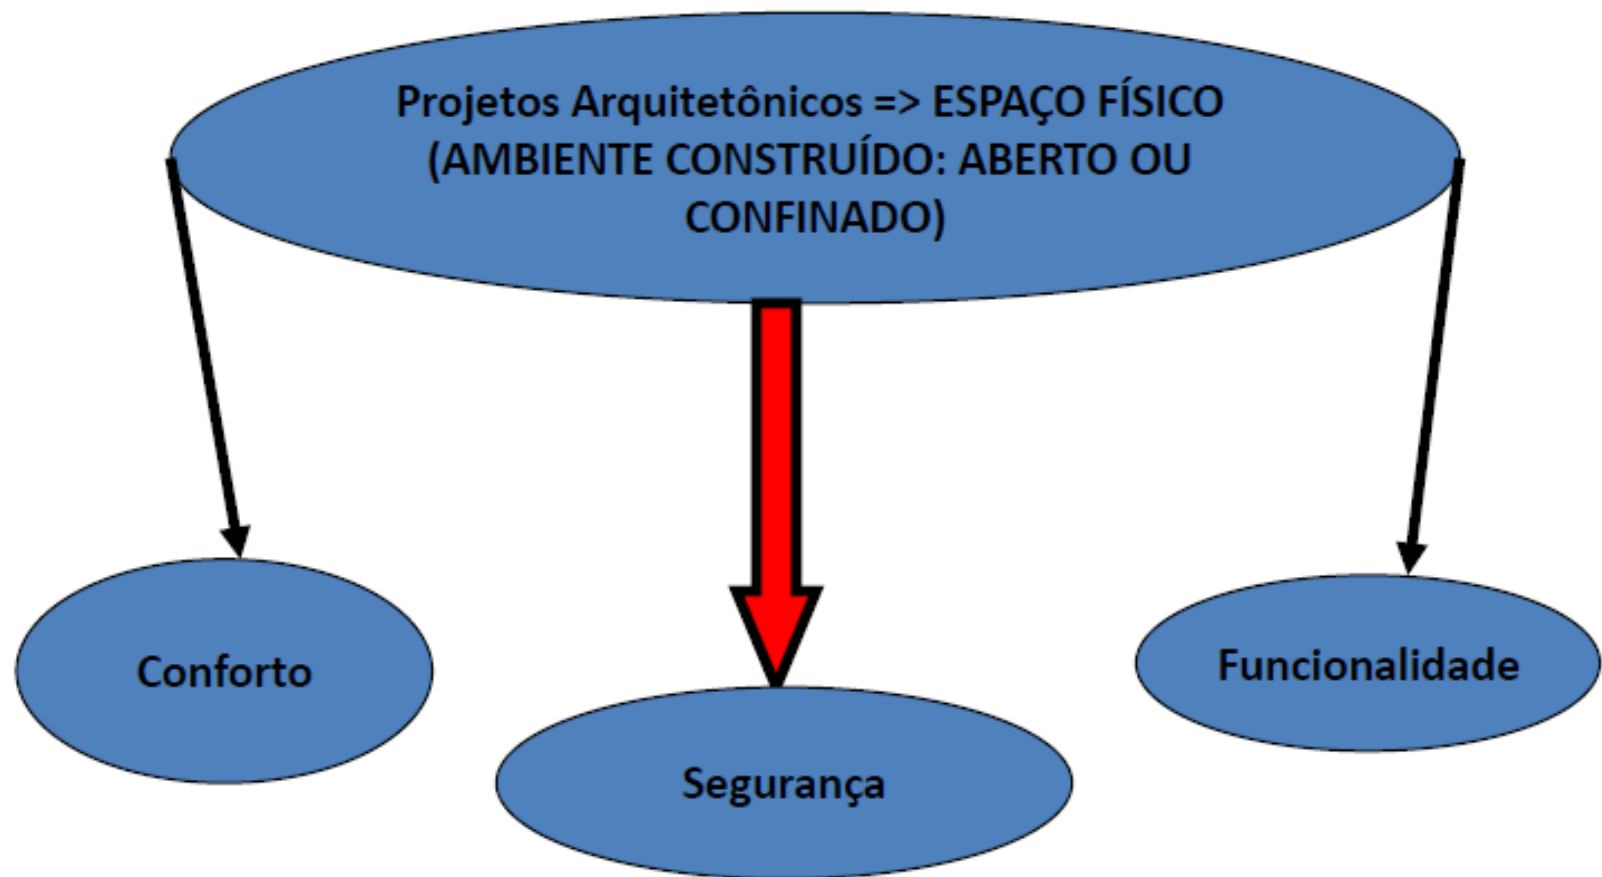 Projetos Arquitetônicos => ESPAÇO FÍSICO
(AMBIENTE CONSTRUÍDO: ABERTO OU
CONFINADO)
Conforto
Funcionalidade
Segurança